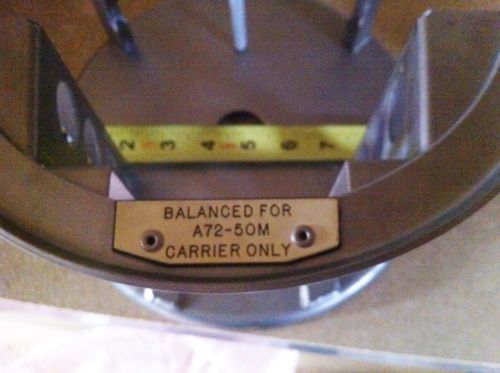 2 3 4 5 6 7
BALANCED FOR
A72-50M
CARRIER ONLY